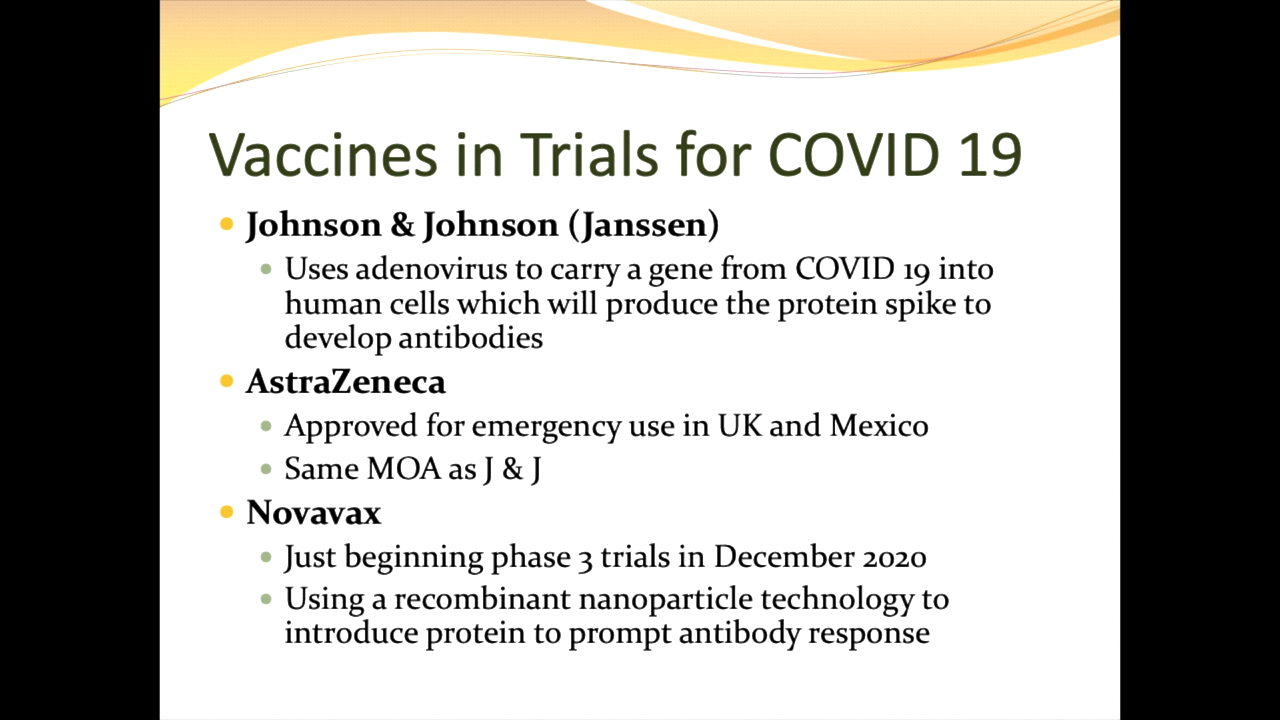 Vaccines in Trials for COVID 19
Johnson & Johnson (Janssen)
Uses adenovirus to carry a gene from COVID 19 into
human cells which will produce the protein spike to
develop antibodies
AstraZeneca
Approved for emergency use in UK and Mexico
Same MOA as J & J
Novavax
Just beginning phase 3 trials in December 2020
Using a recombinant nanoparticle technology to
introduce protein to prompt antibody response